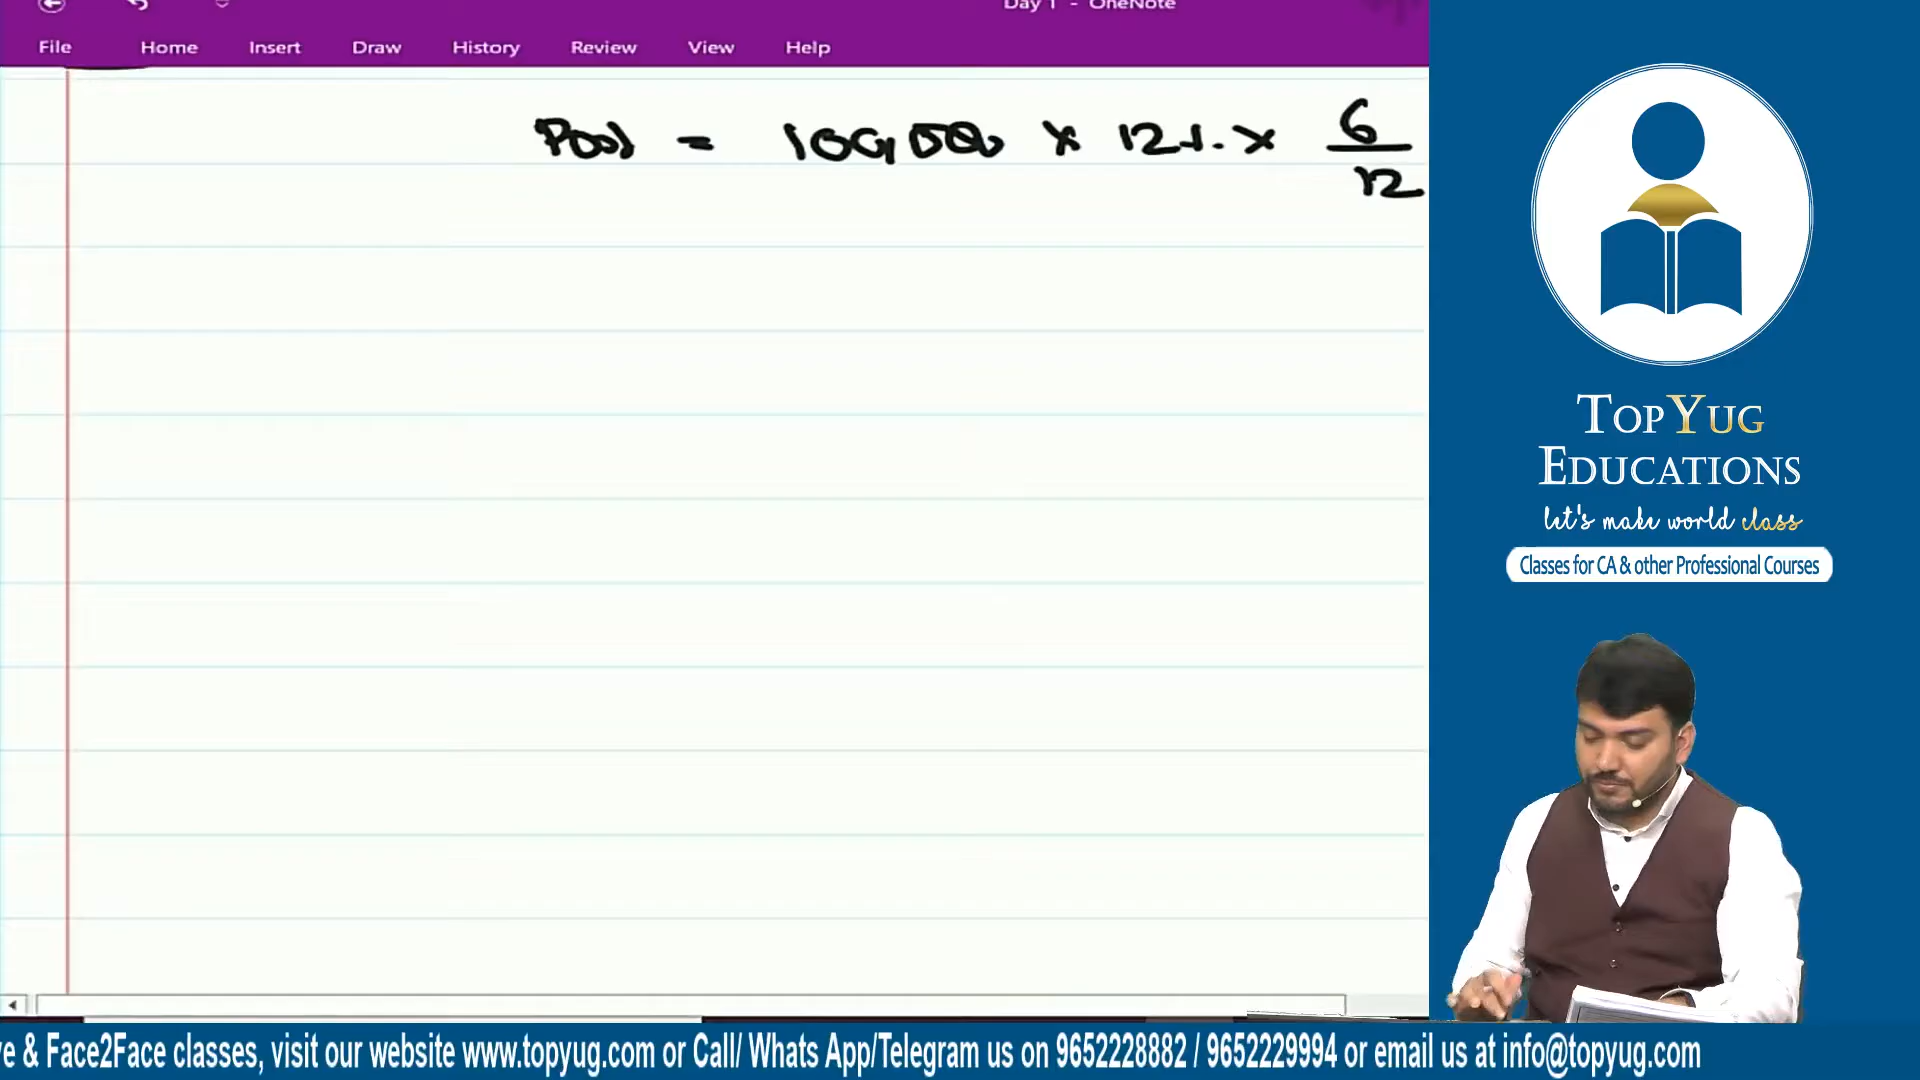 Day 1 - OneNote
File Home Insert Draw History Review View Help
= 100,000 × 12%. × 6/12
TOPYUG
EDUCATIONS
let's make world class
Classes for CA & other Professional Courses
e & Face2Face classes, visit our website www.topyug.com or Call/ Whats App/Telegram us on 9652228882 / 9652229994 or email us at info@topyug.com